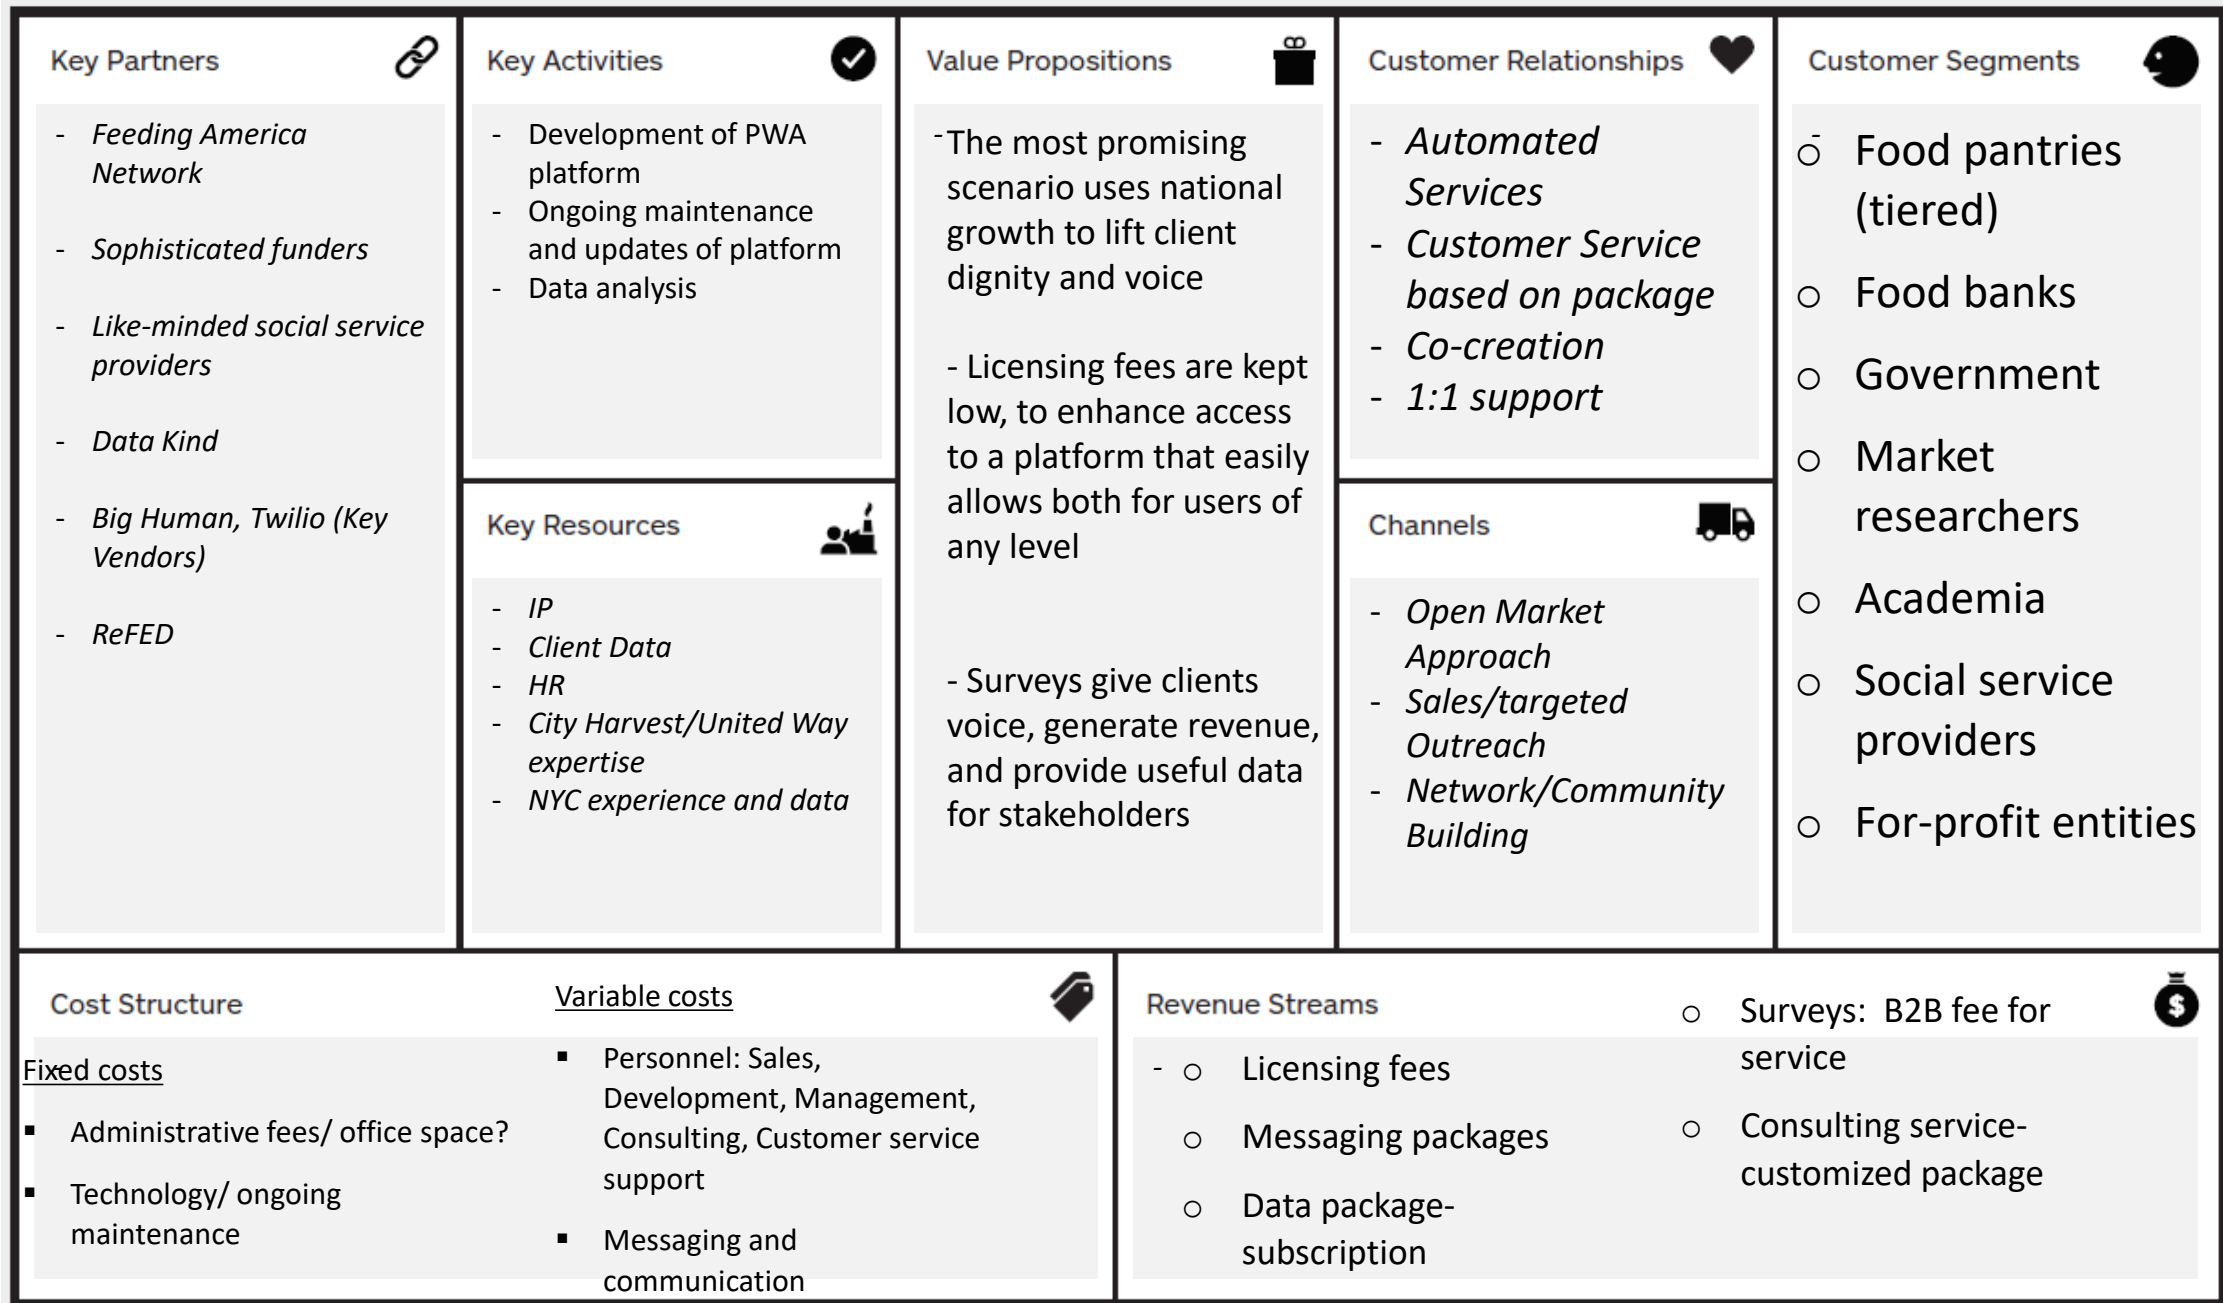 Key Partners
- Feeding America
Network
- Sophisticated funders
- Like-minded social service
providers
- Data Kind
- Big Human, Twilio (Key
Vendors)
- ReFED
Key Activities
- Development of PWA
platform
- Ongoing maintenance
and updates of platform
- Data analysis
Key Resources
- IP
- Client Data
- HR
- City Harvest/United Way
expertise
- NYC experience and data
Value Propositions
-The most promising
scenario uses national
growth to lift client
dignity and voice
- Licensing fees are kept
low, to enhance access
to a platform that easily
allows both for users of
any level
- Surveys give clients
voice, generate revenue,
and provide useful data
for stakeholders
Customer Relationships
- Automated
Services
- Customer Service
based on package
- Co-creation
- 1:1 support
Channels
- Open Market
Approach
- Sales/targeted
Outreach
- Network/Community
Building
Customer Segments
-
o Food pantries
(tiered)
o Food banks
o Government
o Market
researchers
o Academia
o Social service
providers
o For-profit entities
Cost Structure
Fixed costs
▪ Administrative fees/ office space?
▪ Technology/ ongoing
maintenance
Variable costs
▪ Personnel: Sales,
Development, Management,
Consulting, Customer service
support
▪ Messaging and
communication
Revenue Streams
- o Licensing fees
o Messaging packages
o Data package-
subscription
o Surveys: B2B fee for
service
o Consulting service-
customized package
$